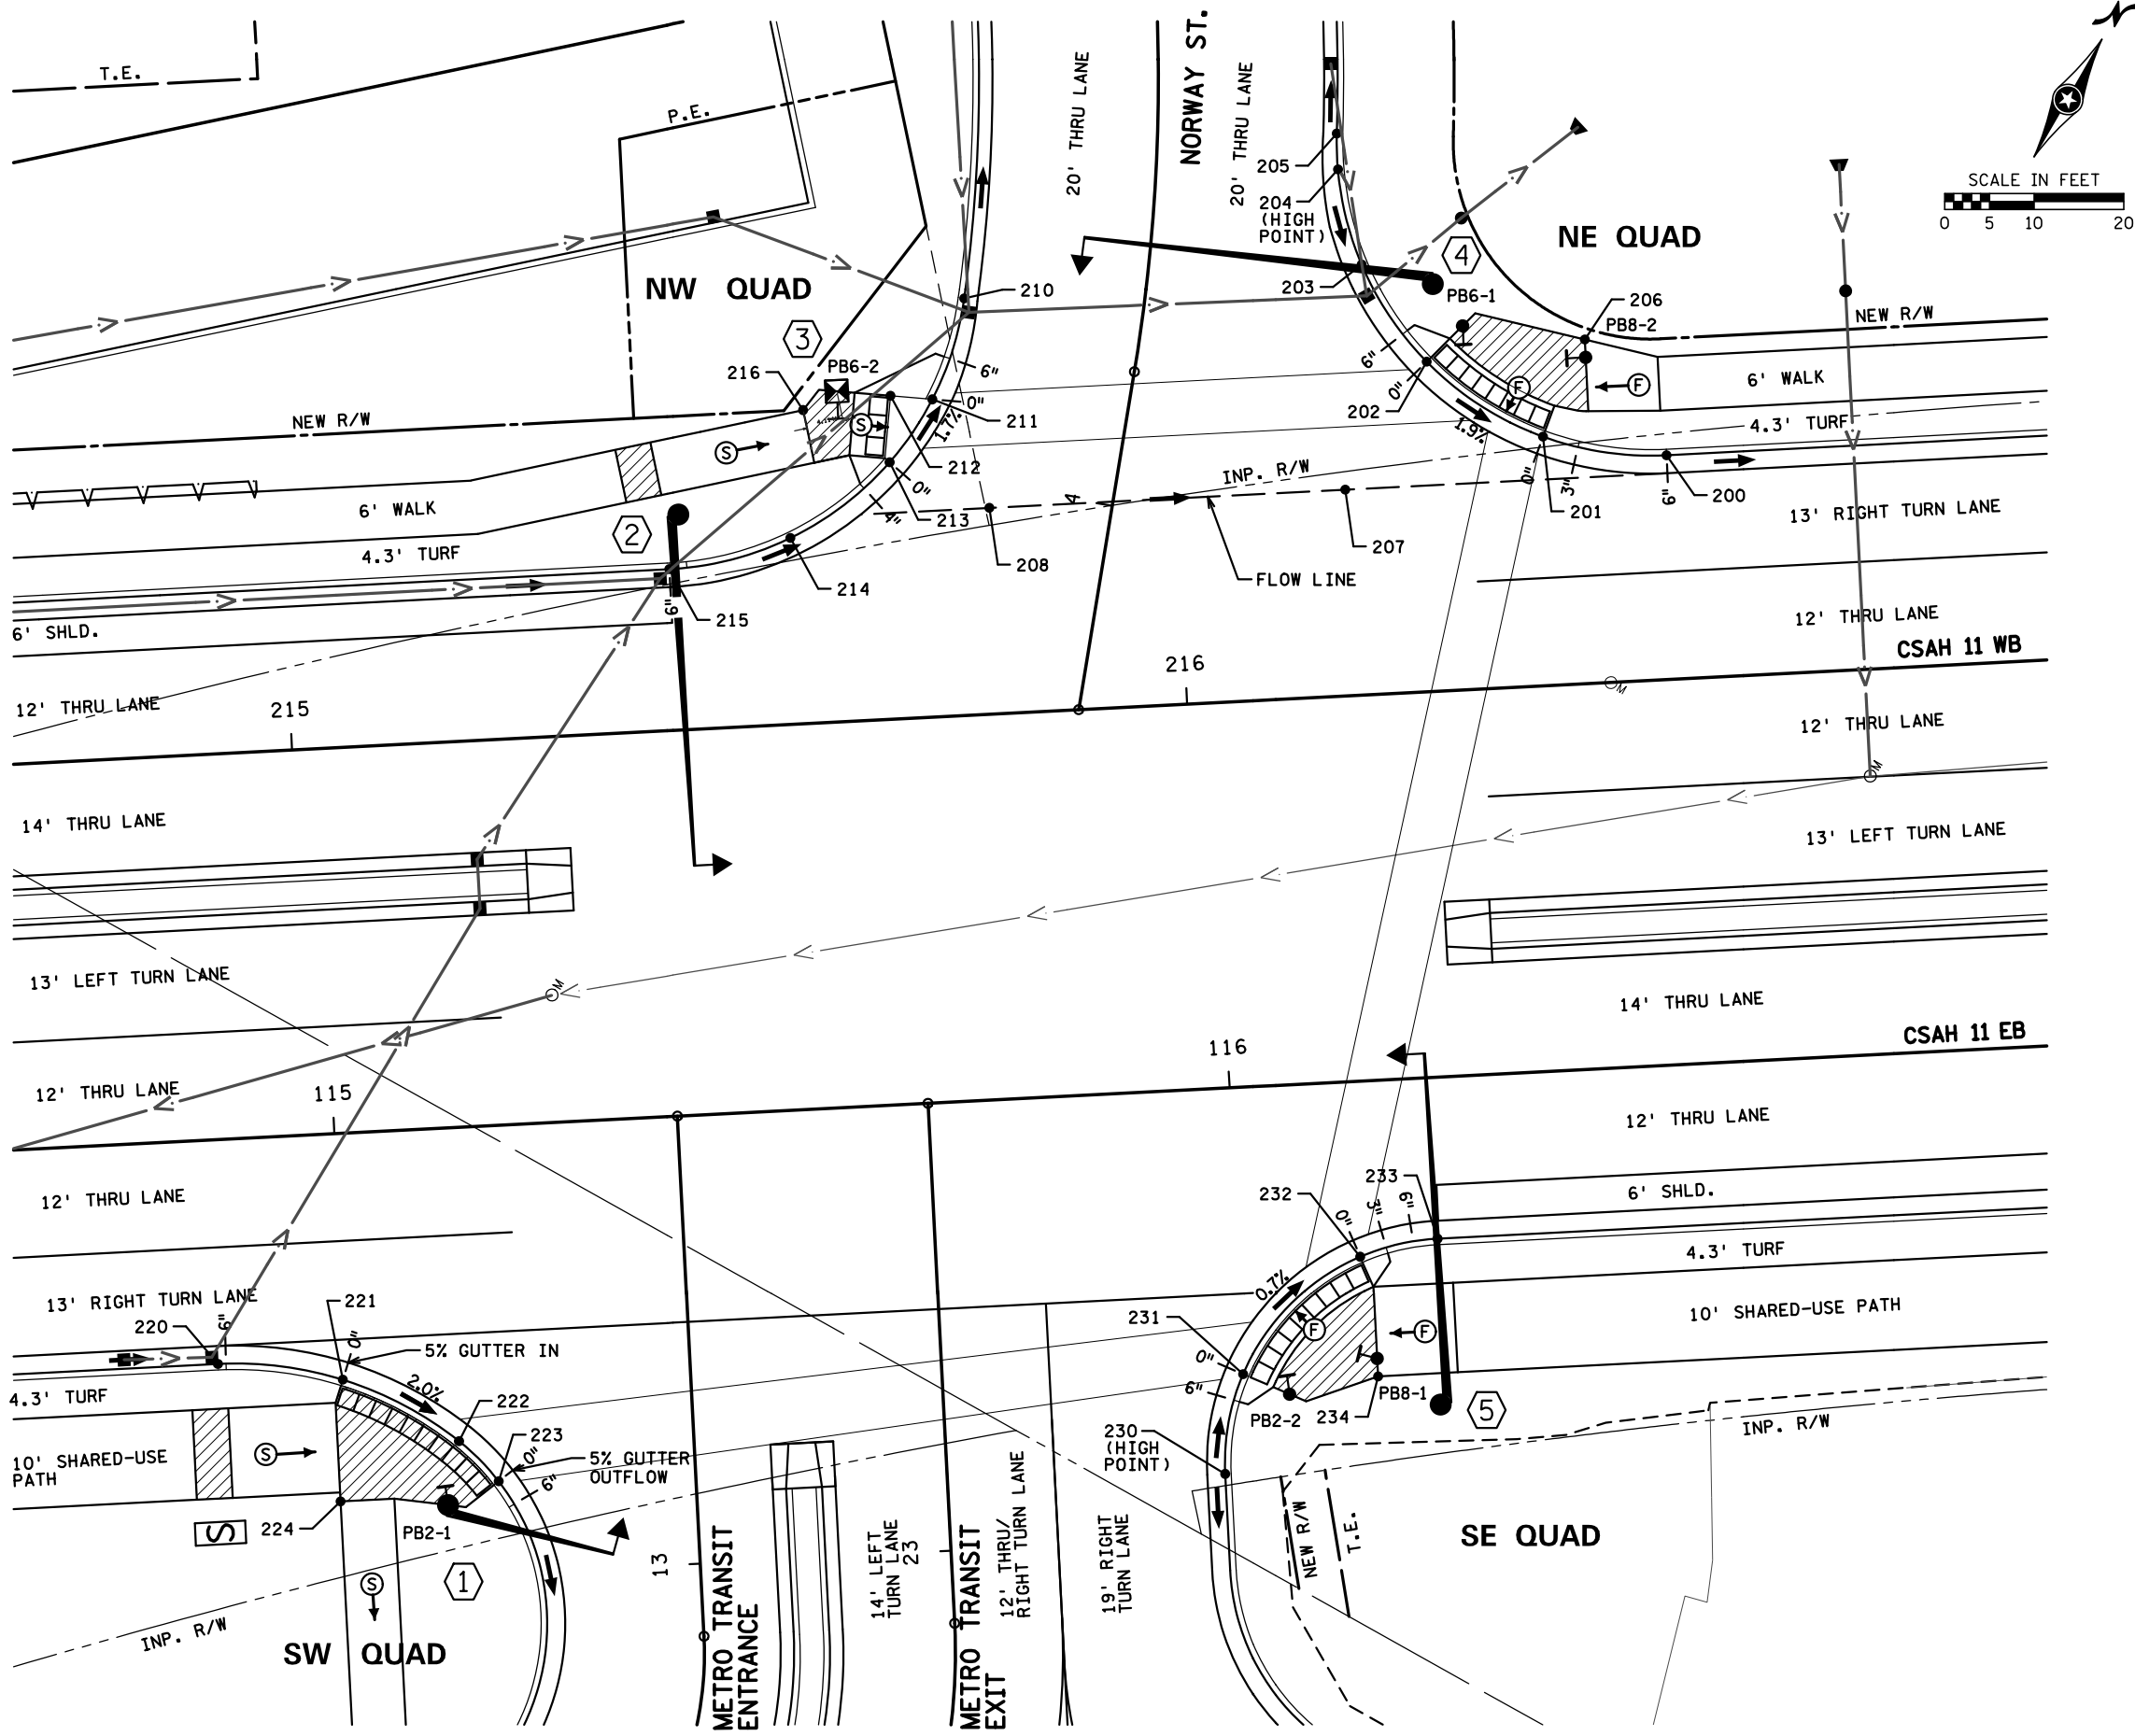 T.E.
P.E.
20' THRU LANE
NORWAY ST.
20' THRU LANE
205
204
(HIGH
POINT)
203
4
NE QUAD
N
SCALE IN FEET
0 5 10 20
NW QUAD
210
PB6-1
206
PB8-2
NEW R/W
3
PB6-2
216
6"
0"
211
1.7%
S
S
212
0"
213
4"
NEW R/W
6"
0"
202
F
F
1.9%
6' WALK
4.3' TURF
0"
3"
6"
200
201
INP. R/W
4
207
208
FLOW LINE
13' RIGHT TURN LANE
6' WALK
2
4.3' TURF
214
6"
215
6' SHLD.
12' THRU LANE
215
216
M
12' THRU LANE
CSAH 11 WB
12' THRU LANE
M
14' THRU LANE
13' LEFT TURN LANE
13' LEFT TURN LANE
M
14' THRU LANE
CSAH 11 EB
12' THRU LANE
115
116
12' THRU LANE
12' THRU LANE
233
232
0"
3"
6"
6' SHLD.
4.3' TURF
10' SHARED-USE PATH
13' RIGHT TURN LANE
220
6"
221
0"
5% GUTTER IN
2.0%
222
223
0"
6"
5% GUTTER
OUTFLOW
4.3' TURF
10' SHARED-USE
PATH
S
S
224
PB2-1
1
S
INP. R/W
SW QUAD
0.7%
231
0"
6"
F
F
PB8-1
PB2-2
234
5
230
(HIGH
POINT)
INP. R/W
NEW R/W
T.E.
SE QUAD
13
METRO TRANSIT
ENTRANCE
14' LEFT
TURN LANE
23
METRO TRANSIT
EXIT
12' THRU/
RIGHT TURN LANE
19' RIGHT
TURN LANE